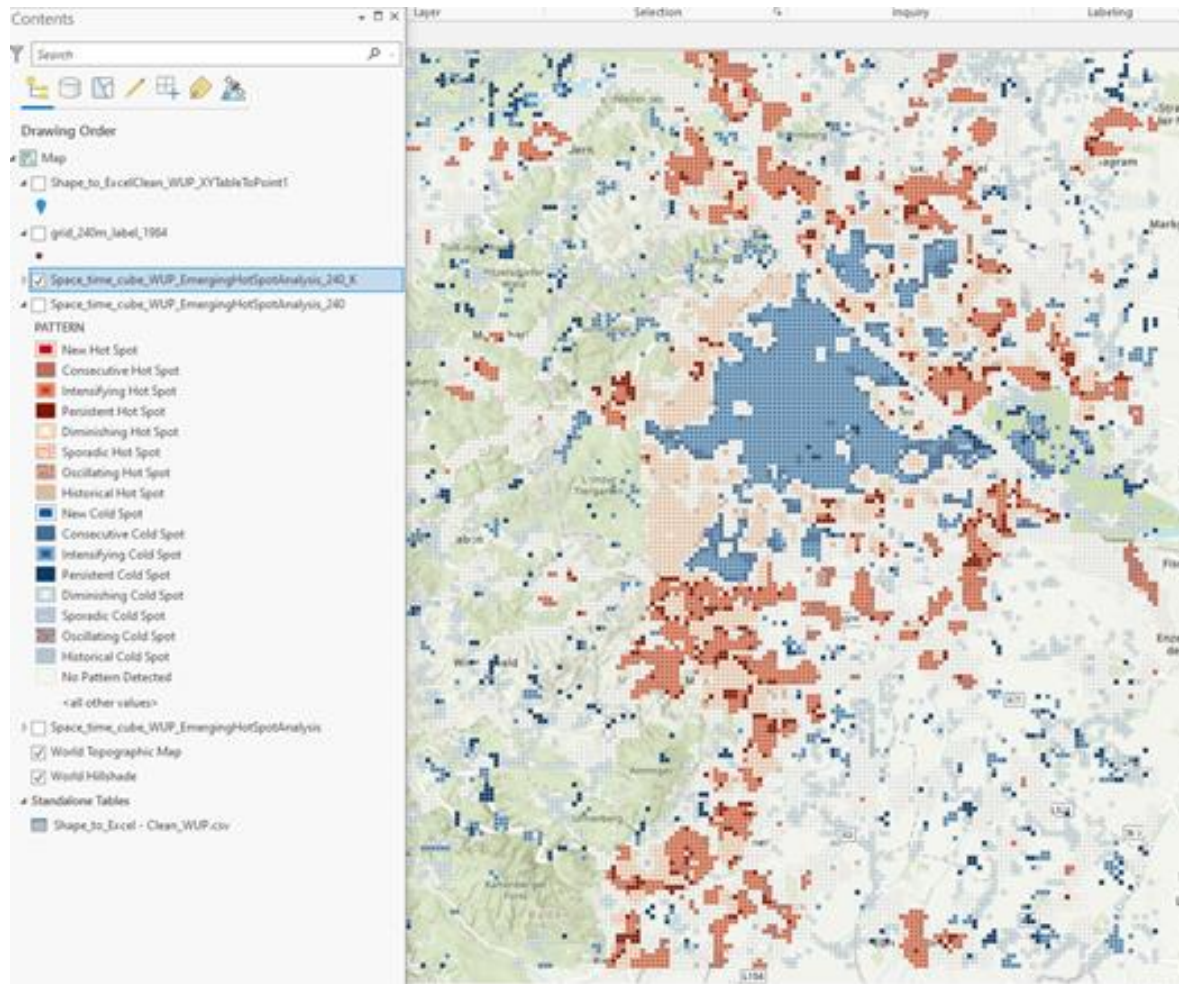 Contents
Layer
Selection
Inquiry
Labeling
Search
Drawing Order
Map
Shape_to_ExcelClean_WUP_XYTableToPoint1
grid_240m_label_1984
Space_time_cube_WUP_EmergingHotSpotAnalysis_240_K
Space_time_cube_WUP_EmergingHotSpotAnalysis_240
PATTERN
New Hot Spot
Consecutive Hot Spot
Intensifying Hot Spot
Persistent Hot Spot
Diminishing Hot Spot
Sporadic Hot Spot
Oscillating Hot Spot
Historical Hot Spot
New Cold Spot
Consecutive Cold Spot
Intensifying Cold Spot
Persistent Cold Spot
Diminishing Cold Spot
Sporadic Cold Spot
Oscillating Cold Spot
Historical Cold Spot
No Pattern Detected
<all other values>
Space_time_cube_WUP_EmergingHotSpotAnalysis
World Topographic Map
World Hillshade
Standalone Tables
Shape_to_Excel - Clean_WUP.csv
agram
L154